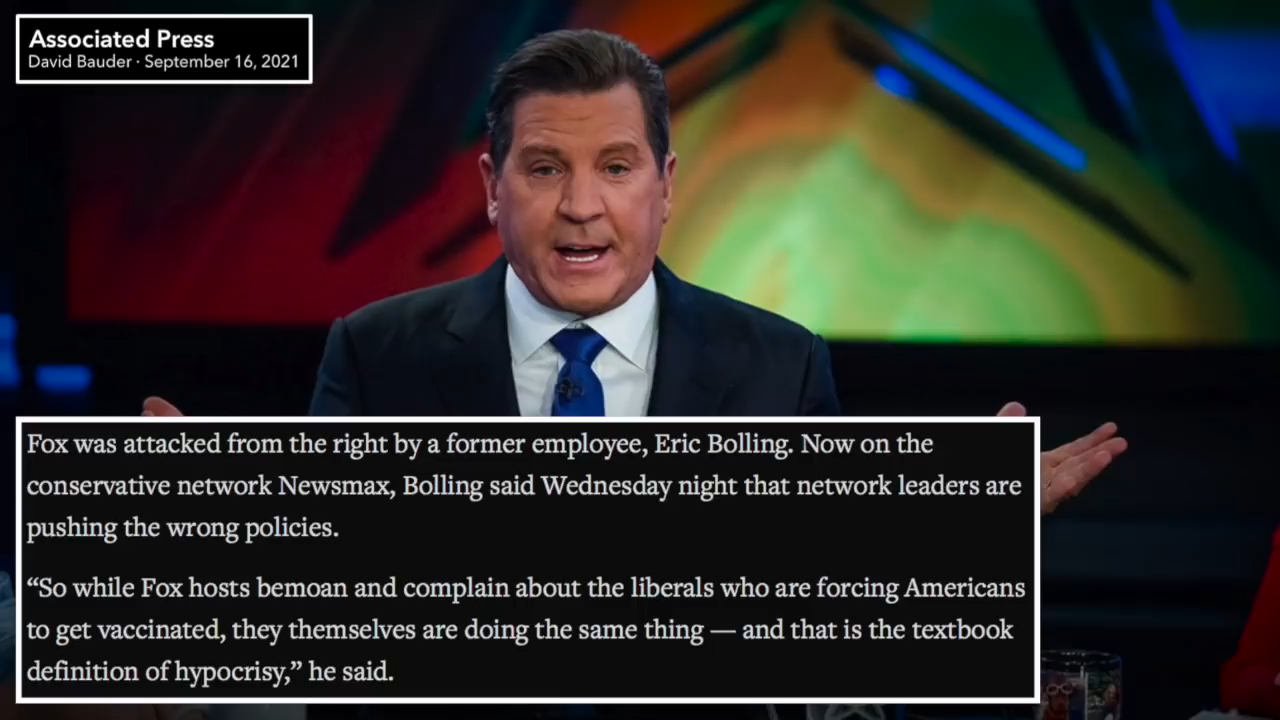 Associated Press
David Bauder · September 16, 2021
Fox was attacked from the right by a former employee, Eric Bolling. Now on the
conservative network Newsmax, Bolling said Wednesday night that network leaders are
pushing the wrong policies.
“So while Fox hosts bemoan and complain about the liberals who are forcing Americans
to get vaccinated, they themselves are doing the same thing — and that is the textbook
definition of hypocrisy,” he said.